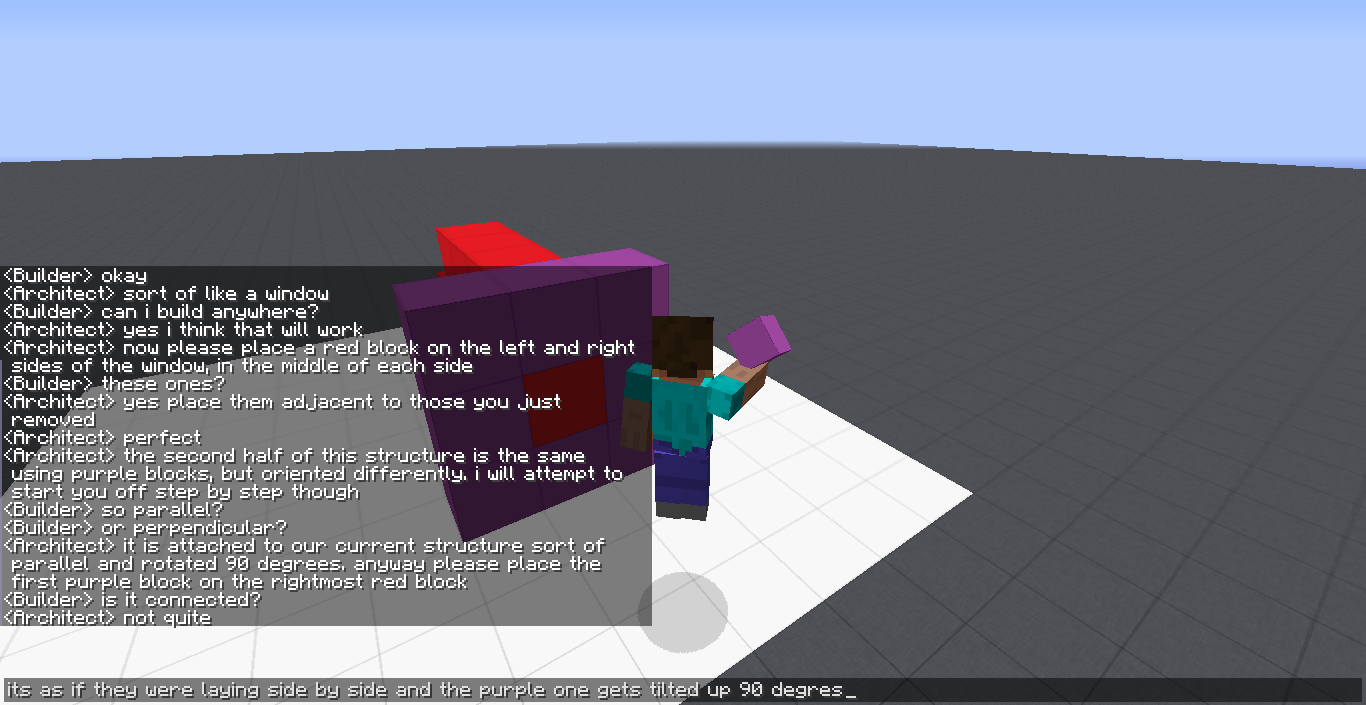 <Builder> okay
<Architect> sort of like a window
<Builder> can i build anywhere?
<Architect> yes i think that will work
<Architect> now please place a red block on the left and right
sides of the window, in the middle of each side
<Builder> these ones?
<Architect> yes place them adjacent to those you just
removed
<Architect> perfect
<Architect> the second half of this structure is the same
using purple blocks, but oriented differently. i will attempt to
start you off step by step though
<Builder> so parallel?
<Builder> or perpendicular?
<Architect> it is attached to our current structure sort of
parallel and rotated 90 degrees. anyway please place the
first purple block on the rightmost red block
<Builder> is it connected?
<Architect> not quite
its as if they were laying side by side and the purple one gets tilted up 90 degres_